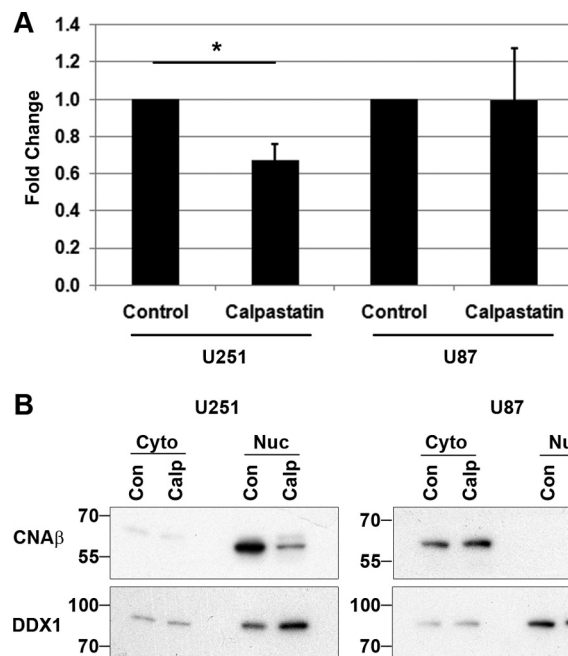 A
1.4
1.2
1.0
0.8
0.6
0.4
0.2
0.0
Fold Change
*
Control Calpastatin Control Calpastatin
U251 U87
B
U251 U87
Cyto Nuc Cyto Nu
Con Calp Con Calp Con Calp Con
CNAβ 70 55 70 55
DDX1 100 70 100 70